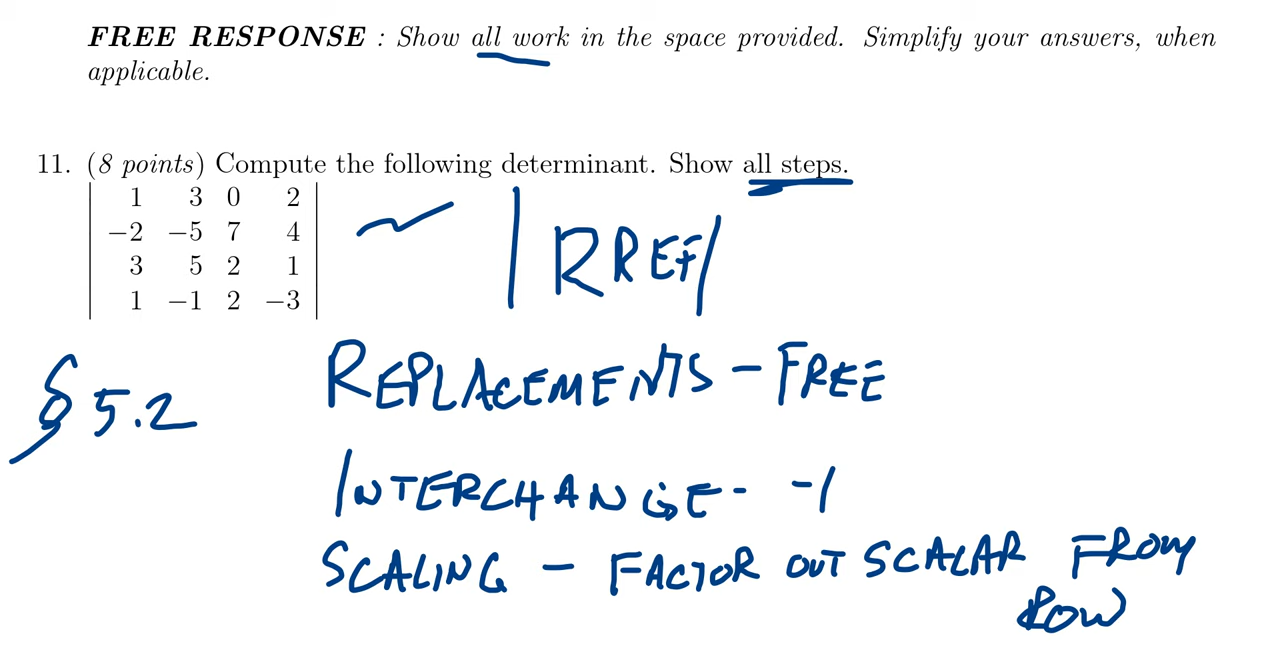 FREE RESPONSE : Show all work in the space provided. Simplify your answers, when
applicable.
11. (8 points) Compute the following determinant. Show all steps.
| 1 3 0 2 |
| −2 −5 7 4 |
| 3 5 2 1 |
| 1 −1 2 −3 |
~ | RREF |
§ 5.2
REPLACEMENTS - FREE
INTERCHANGE - -1
SCALING - FACTOR OUT SCALAR FROM
ROW